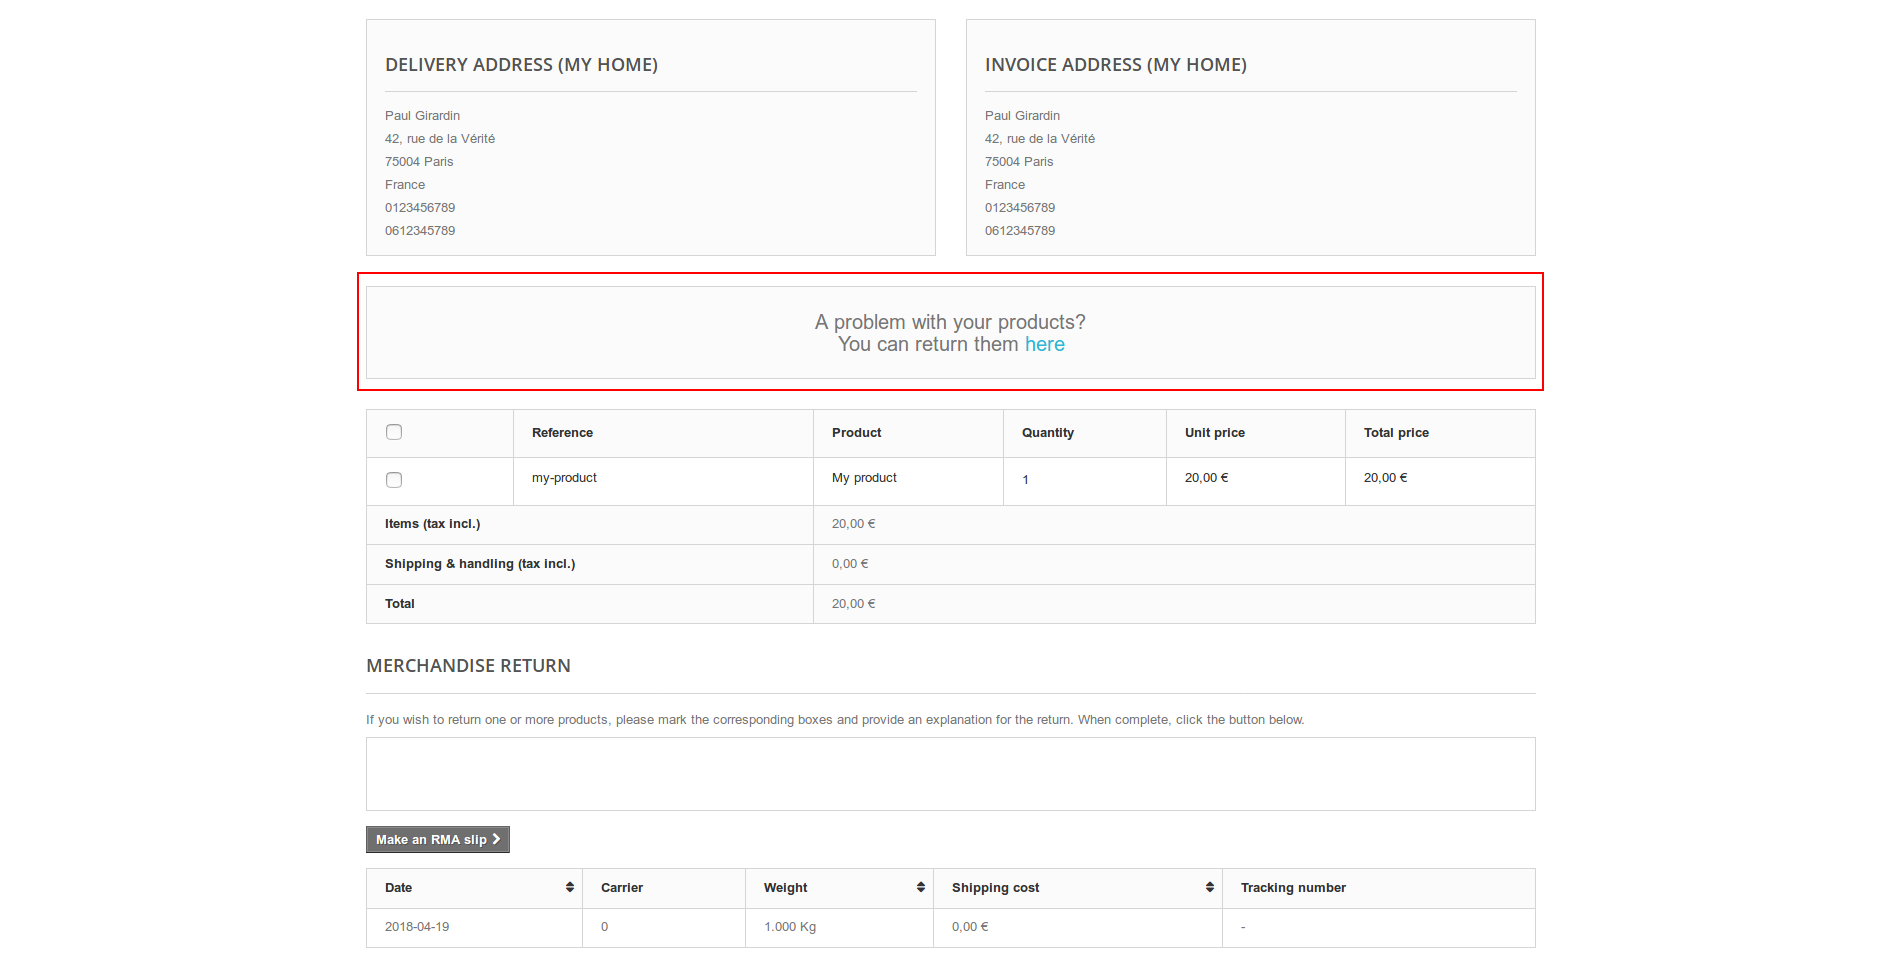 DELIVERY ADDRESS (MY HOME)
Paul Girardin
42, rue de la Vérité
75004 Paris
France
0123456789
0612345789
INVOICE ADDRESS (MY HOME)
Paul Girardin
42, rue de la Vérité
75004 Paris
France
0123456789
0612345789
A problem with your products?
You can return them here
Reference Product Quantity Unit price Total price
my-product My product 1 20,00 € 20,00 €
Items (tax incl.) 20,00 €
Shipping & handling (tax incl.) 0,00 €
Total 20,00 €
MERCHANDISE RETURN
If you wish to return one or more products, please mark the corresponding boxes and provide an explanation for the return. When complete, click the button below.
Make an RMA slip
Date Carrier Weight Shipping cost Tracking number
2018-04-19 0 1.000 Kg 0,00 € -